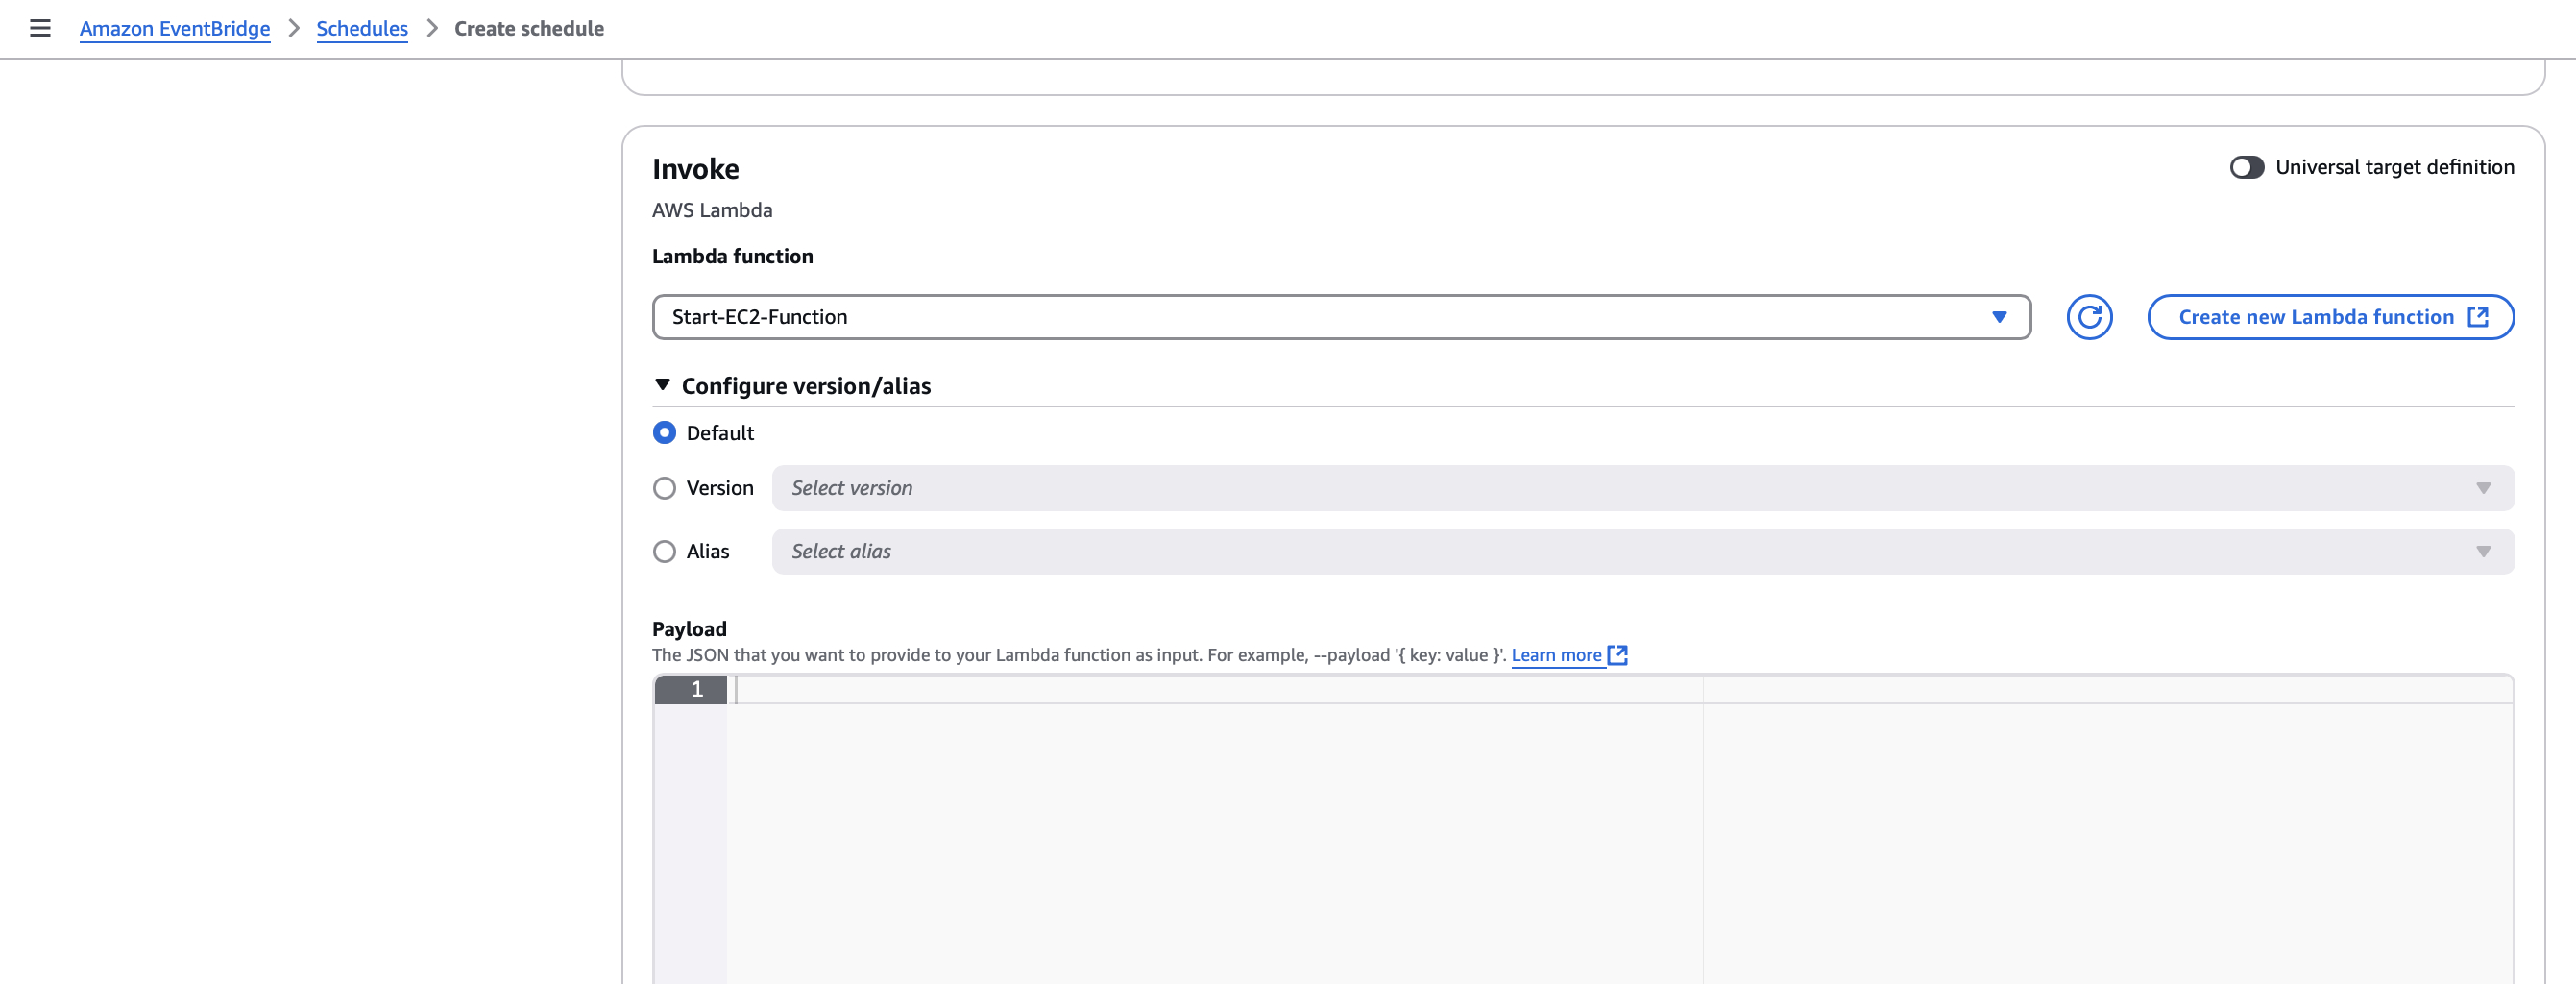 Amazon EventBridge > Schedules > Create schedule
Invoke
Universal target definition
AWS Lambda
Lambda function
Start-EC2-Function
Create new Lambda function
Configure version/alias
Default
Version Select version
Alias Select alias
Payload
The JSON that you want to provide to your Lambda function as input. For example, --payload '{ key: value }'. Learn more
1